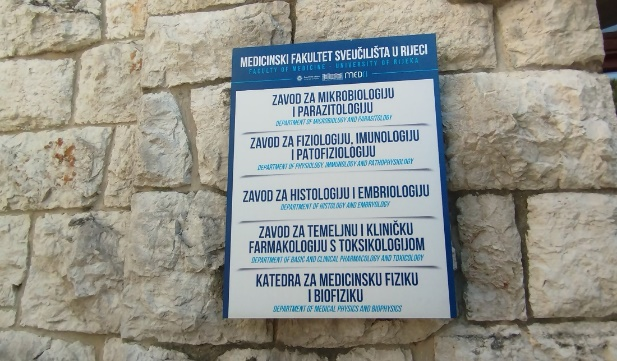 MEDICINSKI FAKULTET SVEUČILIŠTA U RIJECI
FACULTY OF MEDICINE - UNIVERSITY OF RIJEKA
MEDRI
ZAVOD ZA MIKROBIOLOGIJU
I PARAZITOLOGIJU
DEPARTMENT OF MICROBIOLOGY AND PARASITOLOGY
ZAVOD ZA FIZIOLOGIJU, IMUNOLOGIJU
I PATOFIZIOLOGIJU
DEPARTMENT OF PHYSIOLOGY, IMMUNOLOGY AND PATHOPHYSIOLOGY
ZAVOD ZA HISTOLOGIJU I EMBRIOLOGIJU
DEPARTMENT OF HISTOLOGY AND EMBRYOLOGY
ZAVOD ZA TEMELJNU I KLINIČKU
FARMAKOLOGIJU S TOKSIKOLOGIJOM
DEPARTMENT OF BASIC AND CLINICAL PHARMACOLOGY AND TOXICOLOGY
KATEDRA ZA MEDICINSKU FIZIKU
I BIOFIZIKU
DEPARTMENT OF MEDICAL PHYSICS AND BIOPHYSICS